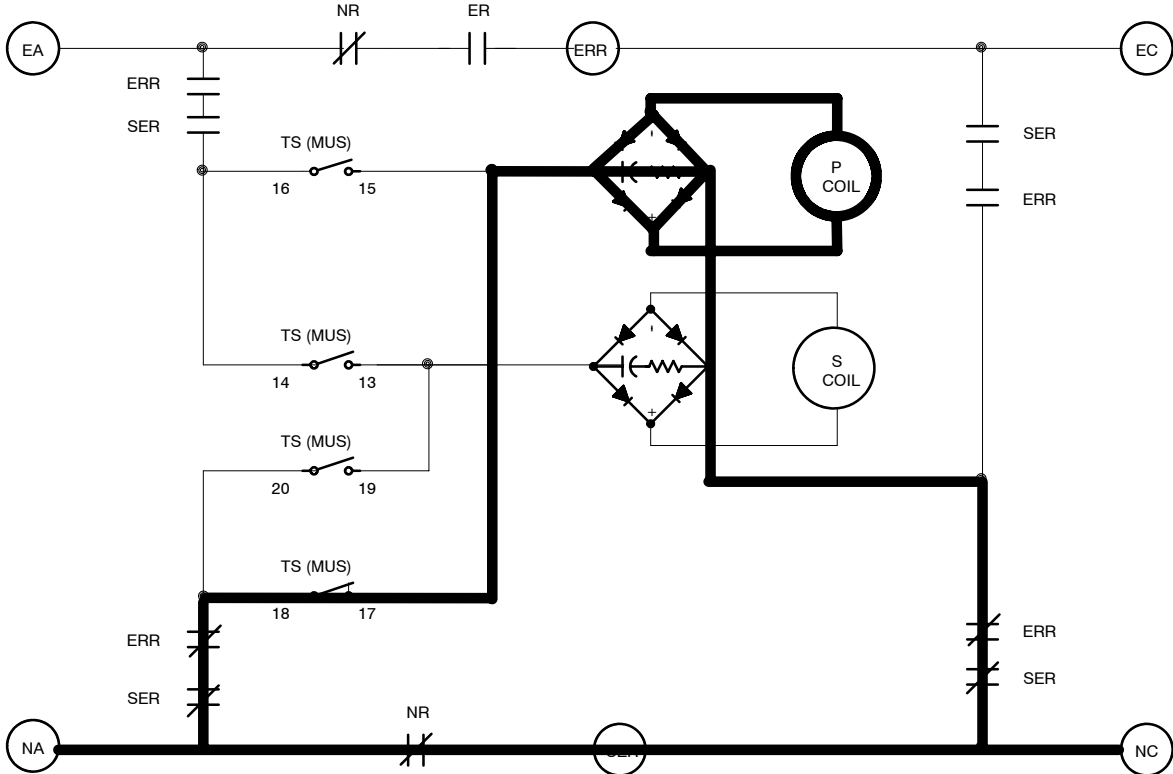 NR
ER
EA
ERR
EC
ERR
SER
TS (MUS)
16
15
P
COIL
SER
ERR
TS (MUS)
14
13
S
COIL
TS (MUS)
20
19
TS (MUS)
18
17
ERR
SER
ERR
SER
NR
NA
NC